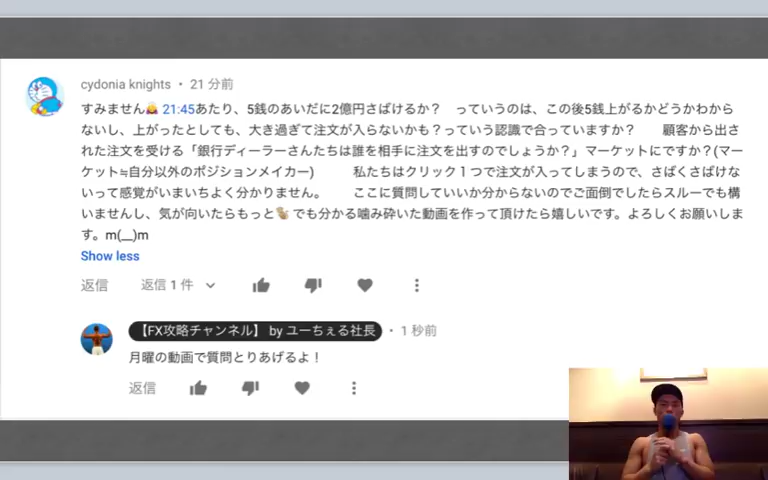 cydonia knights • 21 分前
すみません🙇 21:45あたり、5銭のあいだに2億円さばけるか？　っていうのは、この後5銭上がるかどうかわから
ないし、上がったとしても、大き過ぎて注文が入らないかも？っていう認識で合っていますか？　　顧客から出さ
れた注文を受ける「銀行ディーラーさんたちは誰を相手に注文を出すのでしょうか？」マーケットにですか？(マー
ケット≒自分以外のポジションメイカー)　　　私たちはクリック１つで注文が入ってしまうので、さばくさばけな
いって感覚がいまいちよく分かりません。　　ここに質問していいか分からないのでご面倒でしたらスルーでも構
いませんし、気が向いたらもっと🐒でも分かる噛み砕いた動画を作って頂けたら嬉しいです。よろしくお願いしま
す。m(__)m
Show less
返信 返信 1 件
【FX攻略チャンネル】 by ユーちぇる社長 • 1 秒前
月曜の動画で質問とりあげるよ！
返信